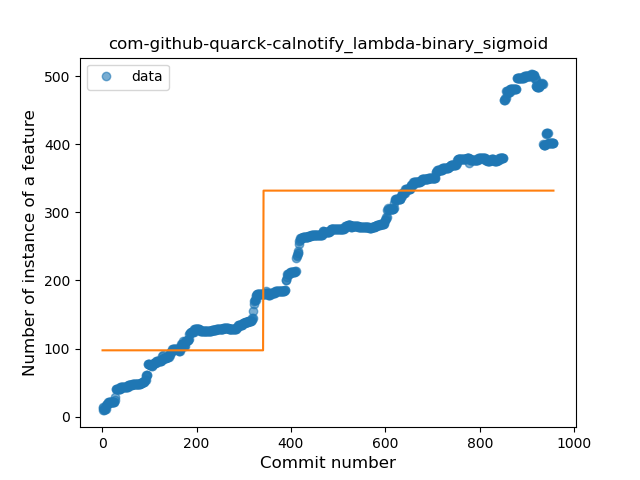 com-github-quarck-calnotify_lambda-binary_sigmoid
data
Number of instance of a feature
500
400
300
200
100
0
0 200 400 600 800 1000
Commit number